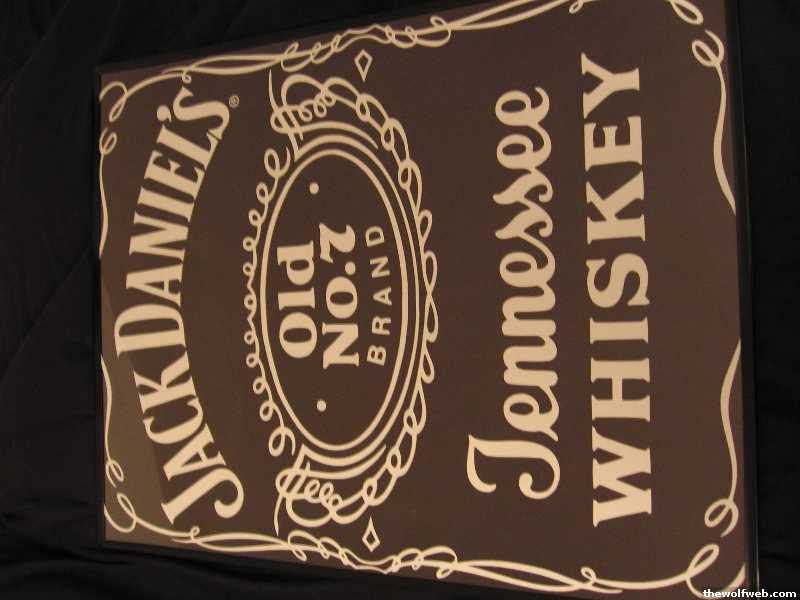 JACK DANIEL'S®
Old
No. 7
BRAND
Tennessee
WHISKEY
thewolfweb.com